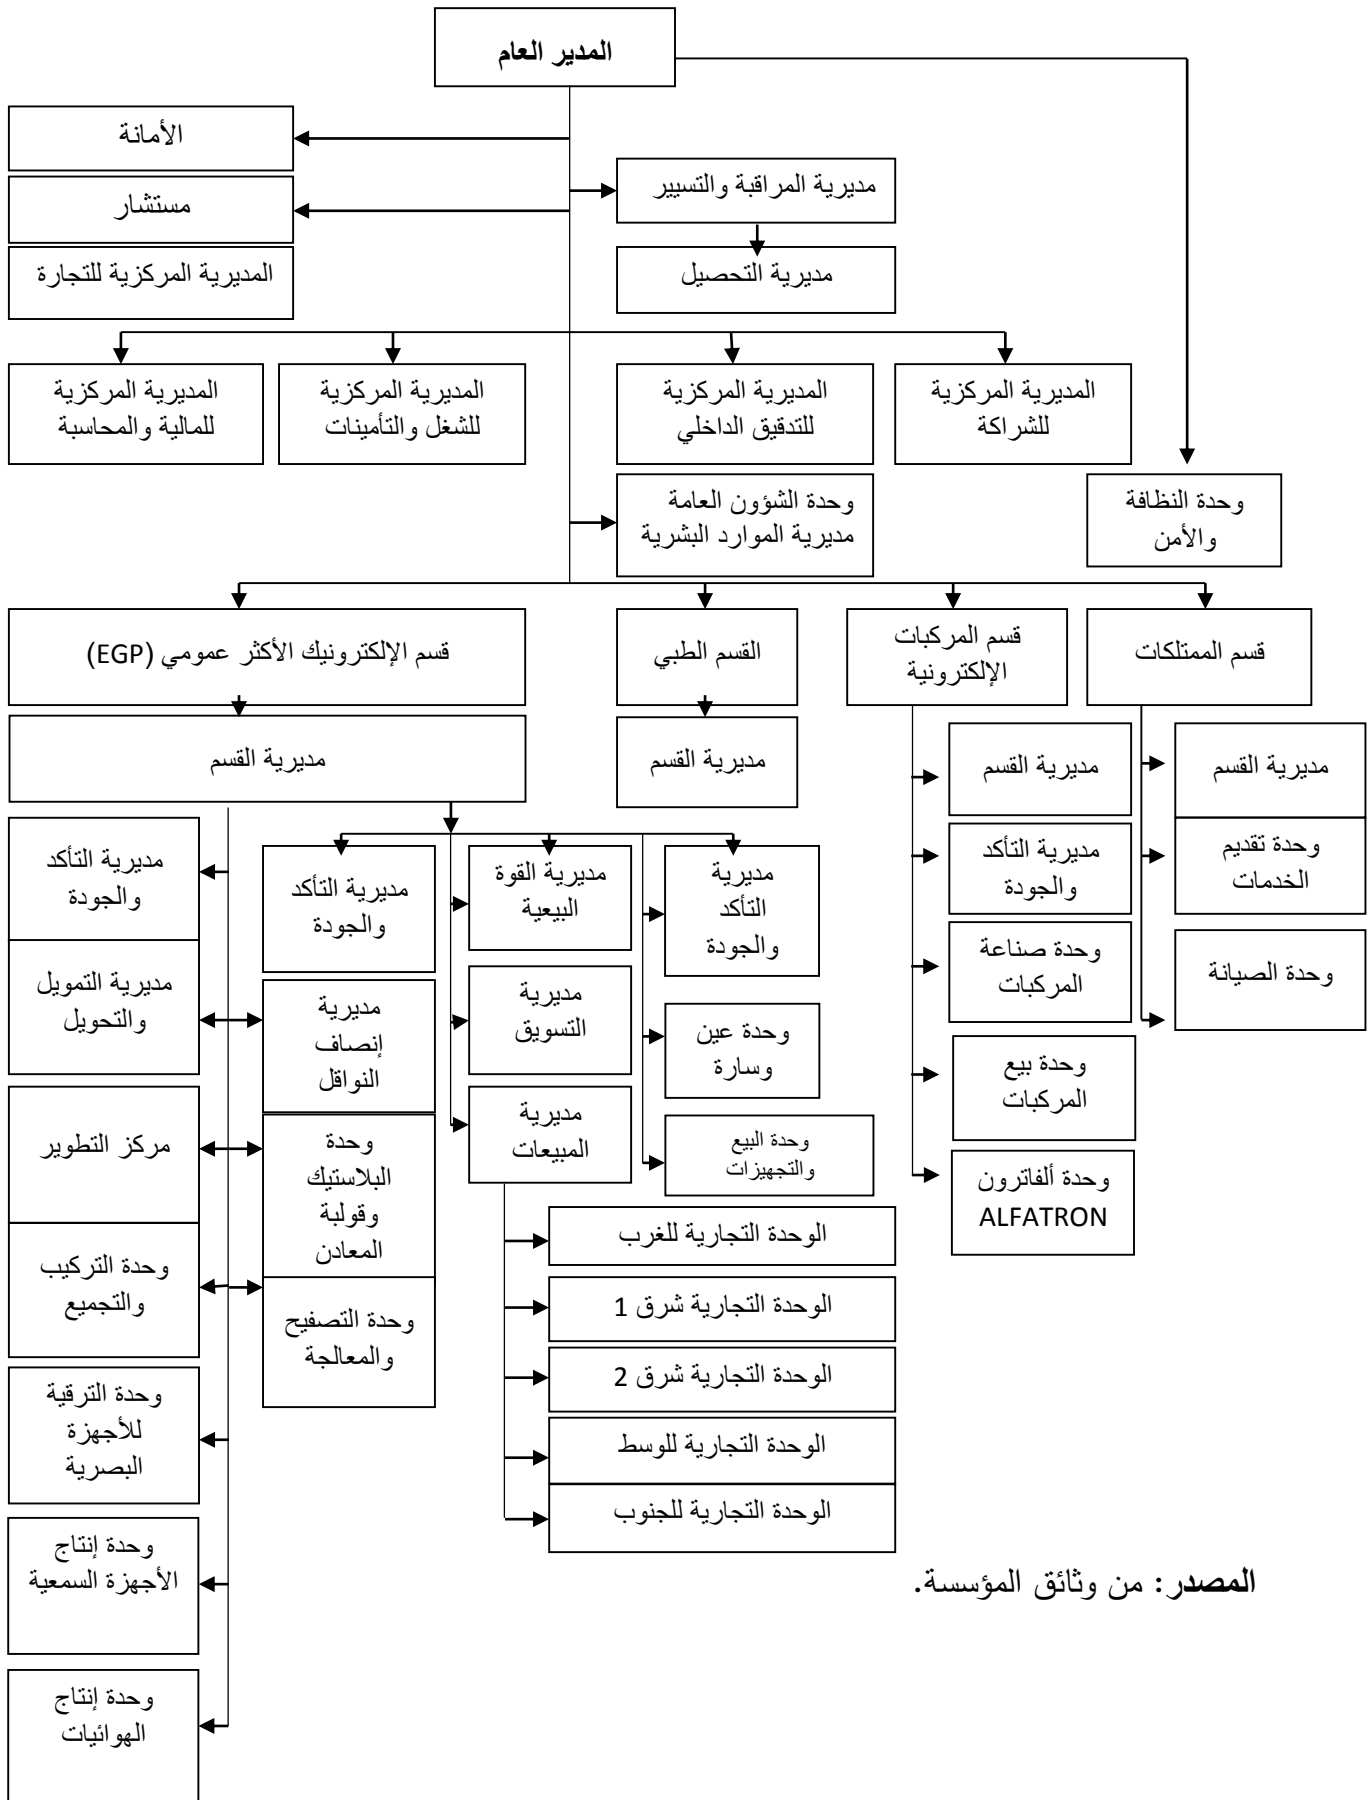 المدير العام
الأمانة
مديرية المراقبة والتسيير
مستشار
مديرية التحصيل
المديرية المركزية للتجارة
المديرية المركزية
للشراكة
المديرية المركزية
للتدقيق الداخلي
المديرية المركزية
للشغل والتأمينات
المديرية المركزية
للمالية والمحاسبة
وحدة النظافة
والأمن
وحدة الشؤون العامة
مديرية الموارد البشرية
قسم الممتلكات
قسم المركبات
الإلكترونية
القسم الطبي
قسم الإلكترونيك الأكثر عمومي (EGP)
مديرية القسم
وحدة تقديم
الخدمات
وحدة الصيانة
مديرية القسم
مديرية التأكد
والجودة
وحدة صناعة
المركبات
وحدة بيع
المركبات
وحدة ألفاترون
ALFATRON
مديرية القسم
مديرية القسم
مديرية
التأكد
والجودة
وحدة عين
وسارة
وحدة البيع
والتجهيزات
مديرية القوة
البيعية
مديرية
التسويق
مديرية
المبيعات
الوحدة التجارية للغرب
الوحدة التجارية شرق 1
الوحدة التجارية شرق 2
الوحدة التجارية للوسط
الوحدة التجارية للجنوب
مديرية التأكد
والجودة
مديرية
إنصاف
النواقل
وحدة
البلاستيك
وقولبة
المعادن
وحدة التصفيح
والمعالجة
مديرية التأكد
والجودة
مديرية التمويل
والتحويل
مركز التطوير
وحدة التركيب
والتجميع
وحدة الترقية
للأجهزة
البصرية
وحدة إنتاج
الأجهزة السمعية
وحدة إنتاج
الهوائيات
المصدر: من وثائق المؤسسة.